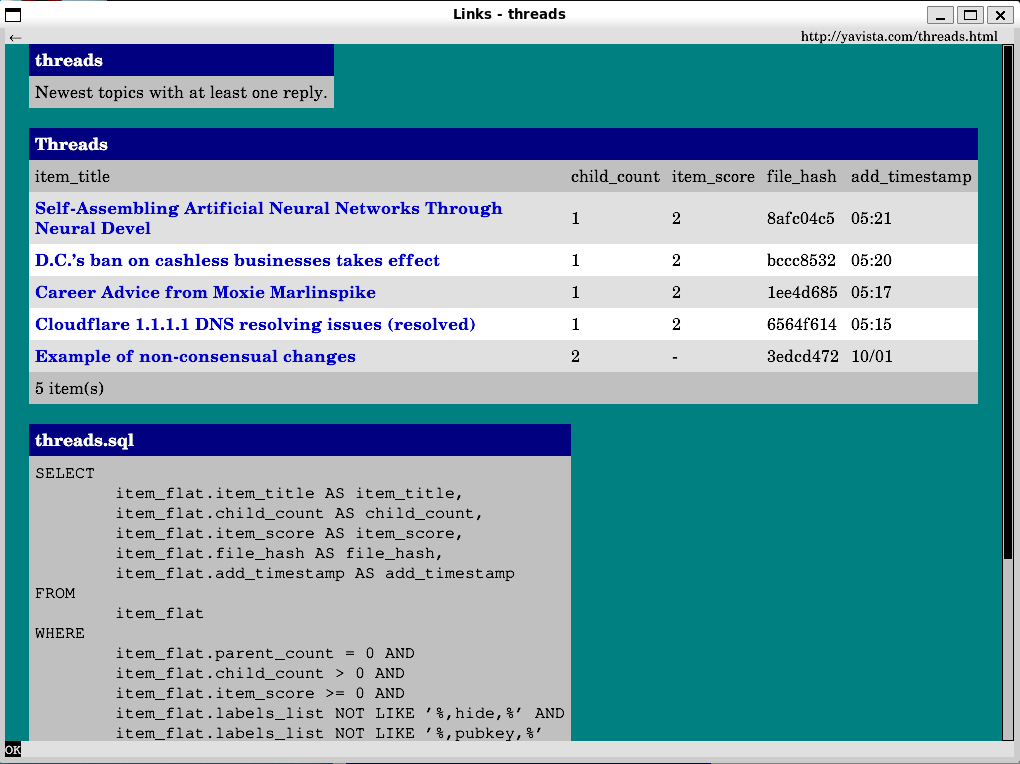 Links - threads
←
http://yavista.com/threads.html
threads
Newest topics with at least one reply.
Threads
item_title child_count item_score file_hash add_timestamp
Self-Assembling Artificial Neural Networks Through
Neural Devel
1 2 8afc04c5 05:21
D.C.’s ban on cashless businesses takes effect 1 2 bccc8532 05:20
Career Advice from Moxie Marlinspike 1 2 1ee4d685 05:17
Cloudflare 1.1.1.1 DNS resolving issues (resolved) 1 2 6564f614 05:15
Example of non-consensual changes 2 - 3edcd472 10/01
5 item(s)
threads.sql
SELECT
item_flat.item_title AS item_title,
item_flat.child_count AS child_count,
item_flat.item_score AS item_score,
item_flat.file_hash AS file_hash,
item_flat.add_timestamp AS add_timestamp
FROM
item_flat
WHERE
item_flat.parent_count = 0 AND
item_flat.child_count > 0 AND
item_flat.item_score >= 0 AND
item_flat.labels_list NOT LIKE ’%,hide,%’ AND
item_flat.labels_list NOT LIKE ’%,pubkey,%’
OK